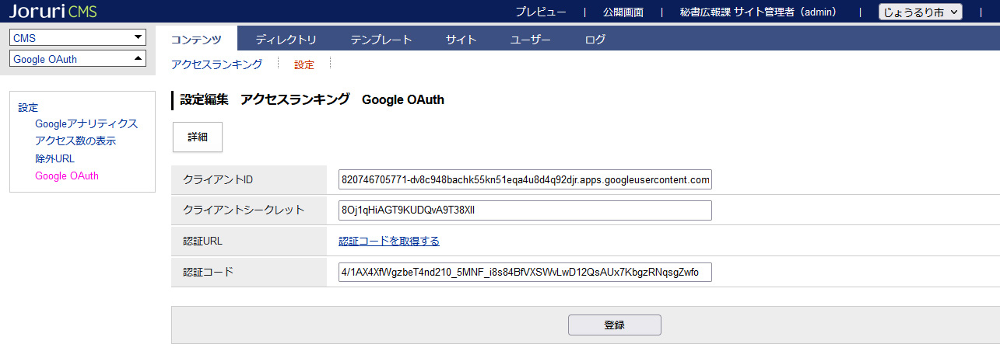 Joruri CMS プレビュー | 公開画面 | 秘書広報課 サイト管理者（admin） | じょうるり市 |
CMS
コンテンツ ディレクトリ テンプレート サイト ユーザー ログ
Google OAuth
アクセスランキング 設定
設定編集 アクセスランキング Google OAuth
設定
Googleアナリティクス
アクセス数の表示
除外URL
Google OAuth
詳細
クライアントID 820746705771-dv8c948bachk55kn51eqa4u8d4q92djr.apps.googleusercontent.com
クライアントシークレット 8Oj1qHiAGT9KUDQvA9T38XlI
認証URL 認証コードを取得する
認証コード 4/1AX4XfWgzbeT4nd210_5MNF_i8s84BfVXSWvLwD12QsAUx7KbgzRNqsgZwfo
登録